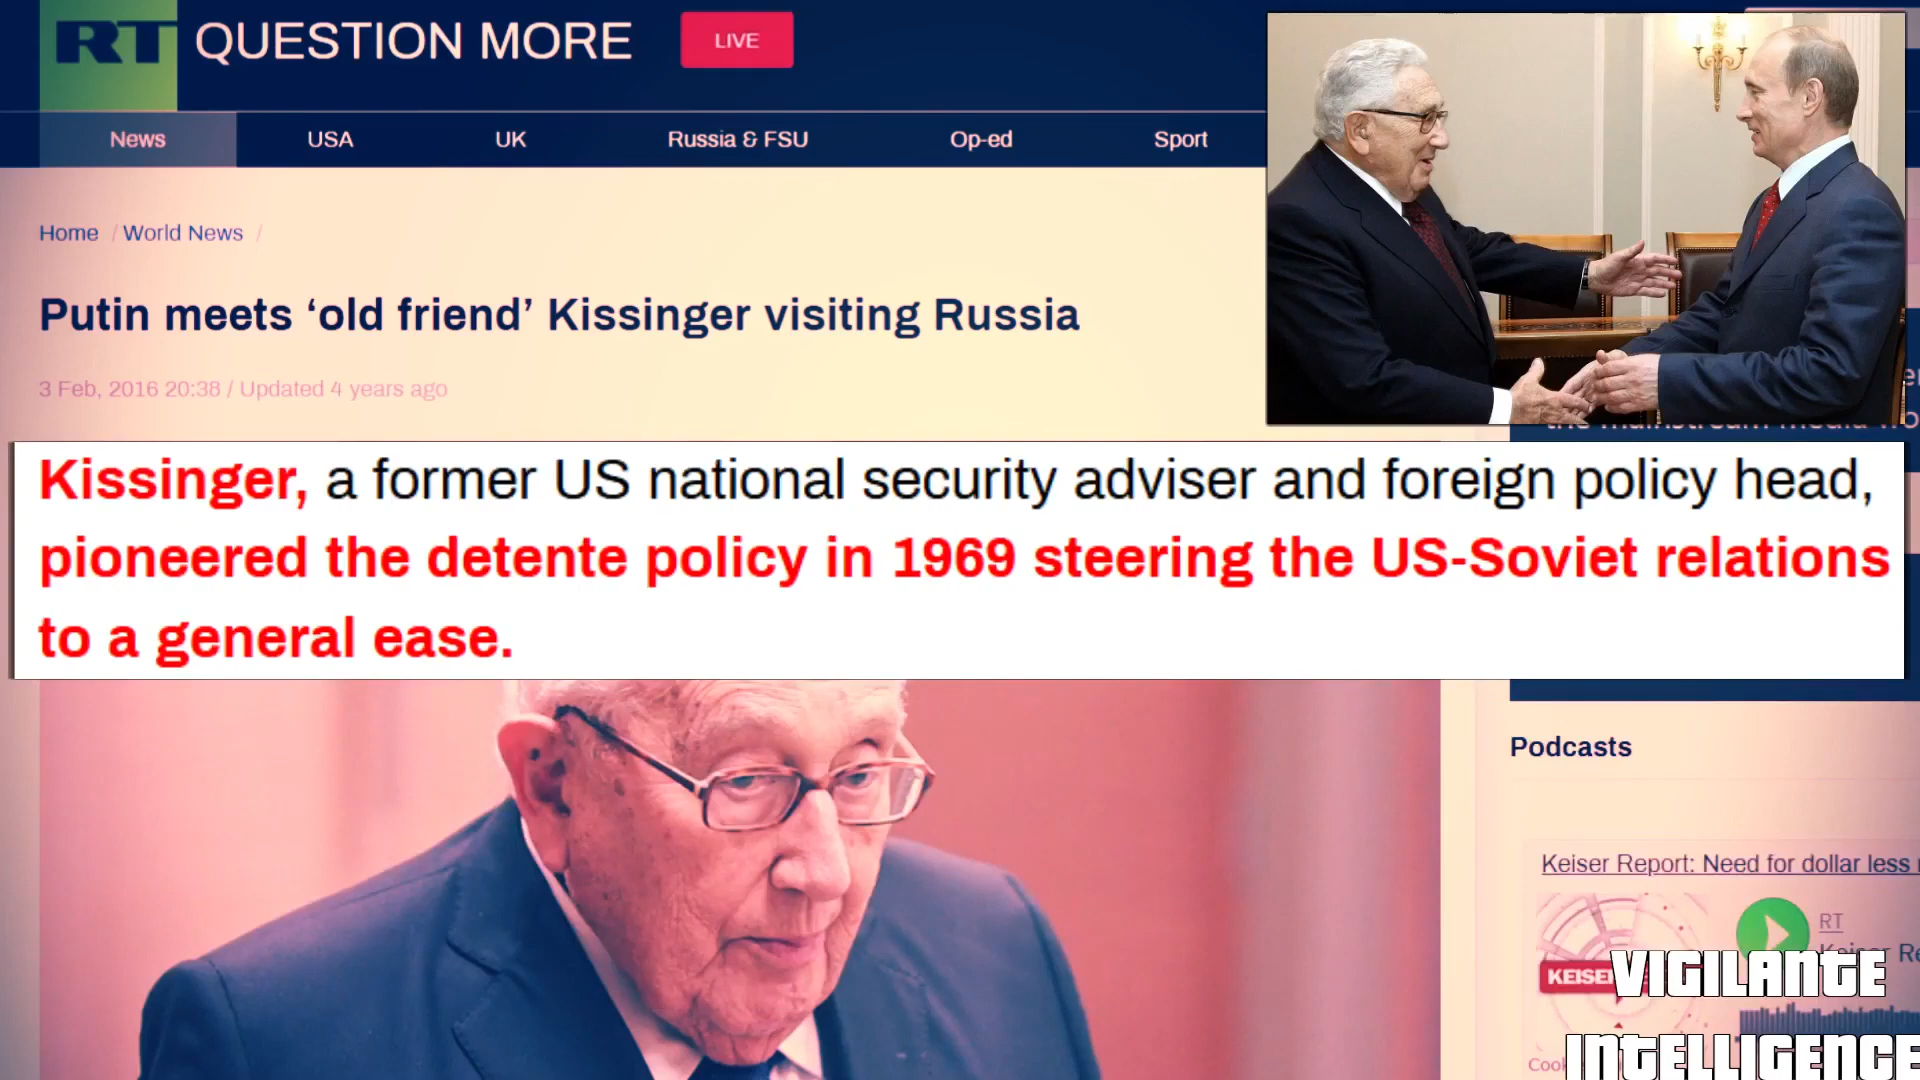 RT QUESTION MORE LIVE
News USA UK Russia & FSU Op-ed Sport
Home / World News /
Putin meets ‘old friend’ Kissinger visiting Russia
3 Feb, 2016 20:38 / Updated 4 years ago
Kissinger, a former US national security adviser and foreign policy head,
pioneered the detente policy in 1969 steering the US-Soviet relations
to a general ease.
Podcasts
Keiser Report: Need for dollar less
RT
KEISER
VIGILANTE
INTELLIGENCE